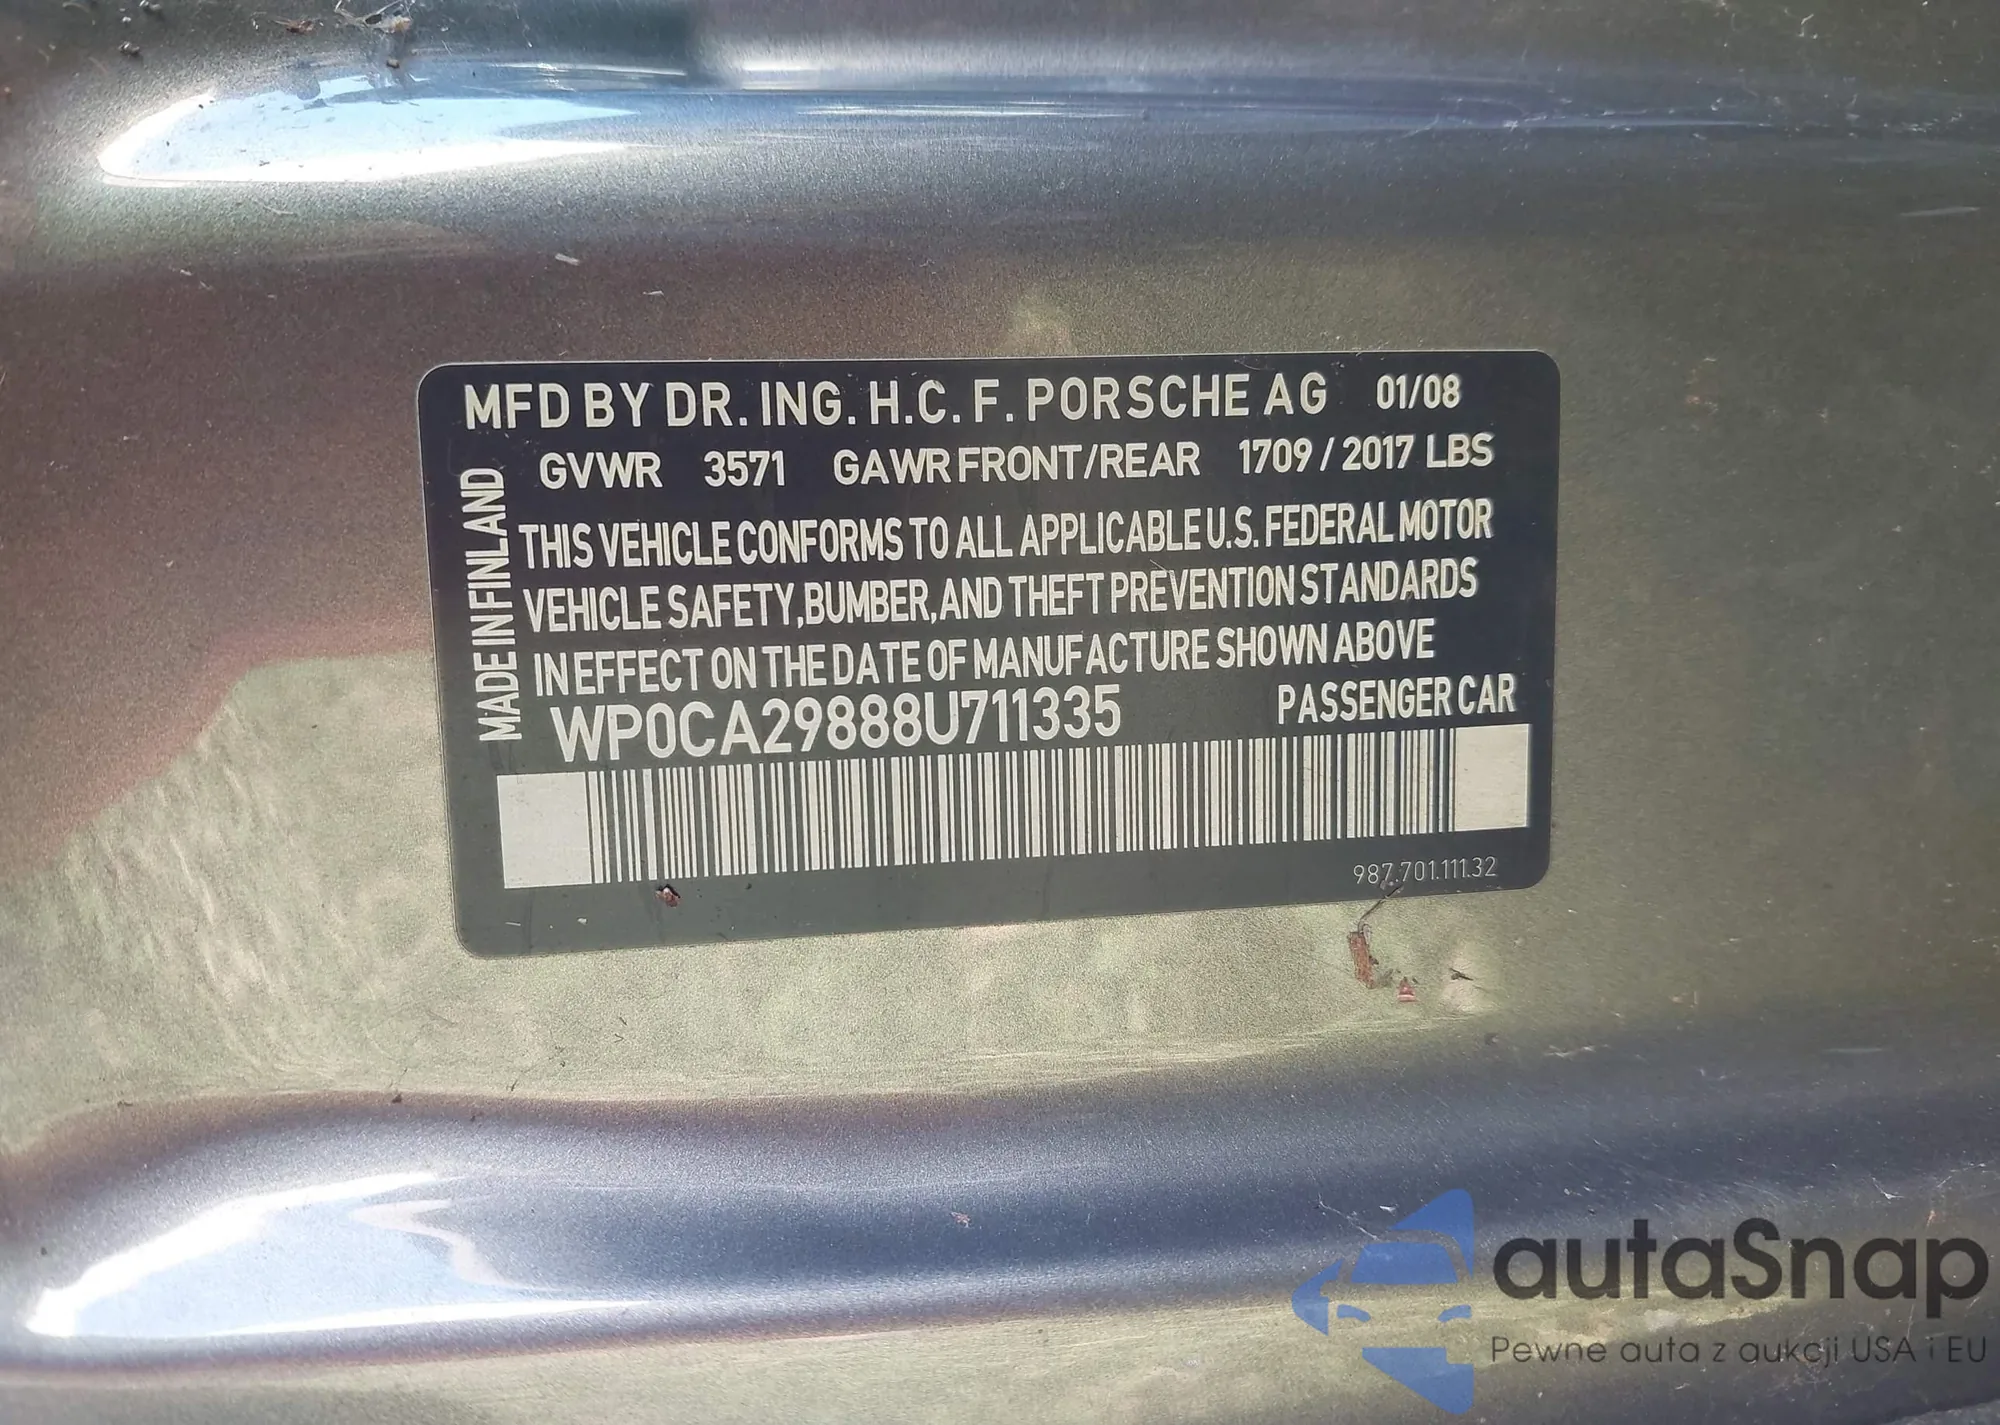 MFD BY DR. ING. H.C. F. PORSCHE AG 01/08
GVWR 3571 GAWR FRONT/REAR 1709 / 2017 LBS
MADE IN FINLAND
THIS VEHICLE CONFORMS TO ALL APPLICABLE U.S. FEDERAL MOTOR
VEHICLE SAFETY, BUMBER, AND THEFT PREVENTION STANDARDS
IN EFFECT ON THE DATE OF MANUFACTURE SHOWN ABOVE
WP0CA29888U711335 PASSENGER CAR
987.701.111.32
autaSnap
Pewne auta z aukcji USA i EU